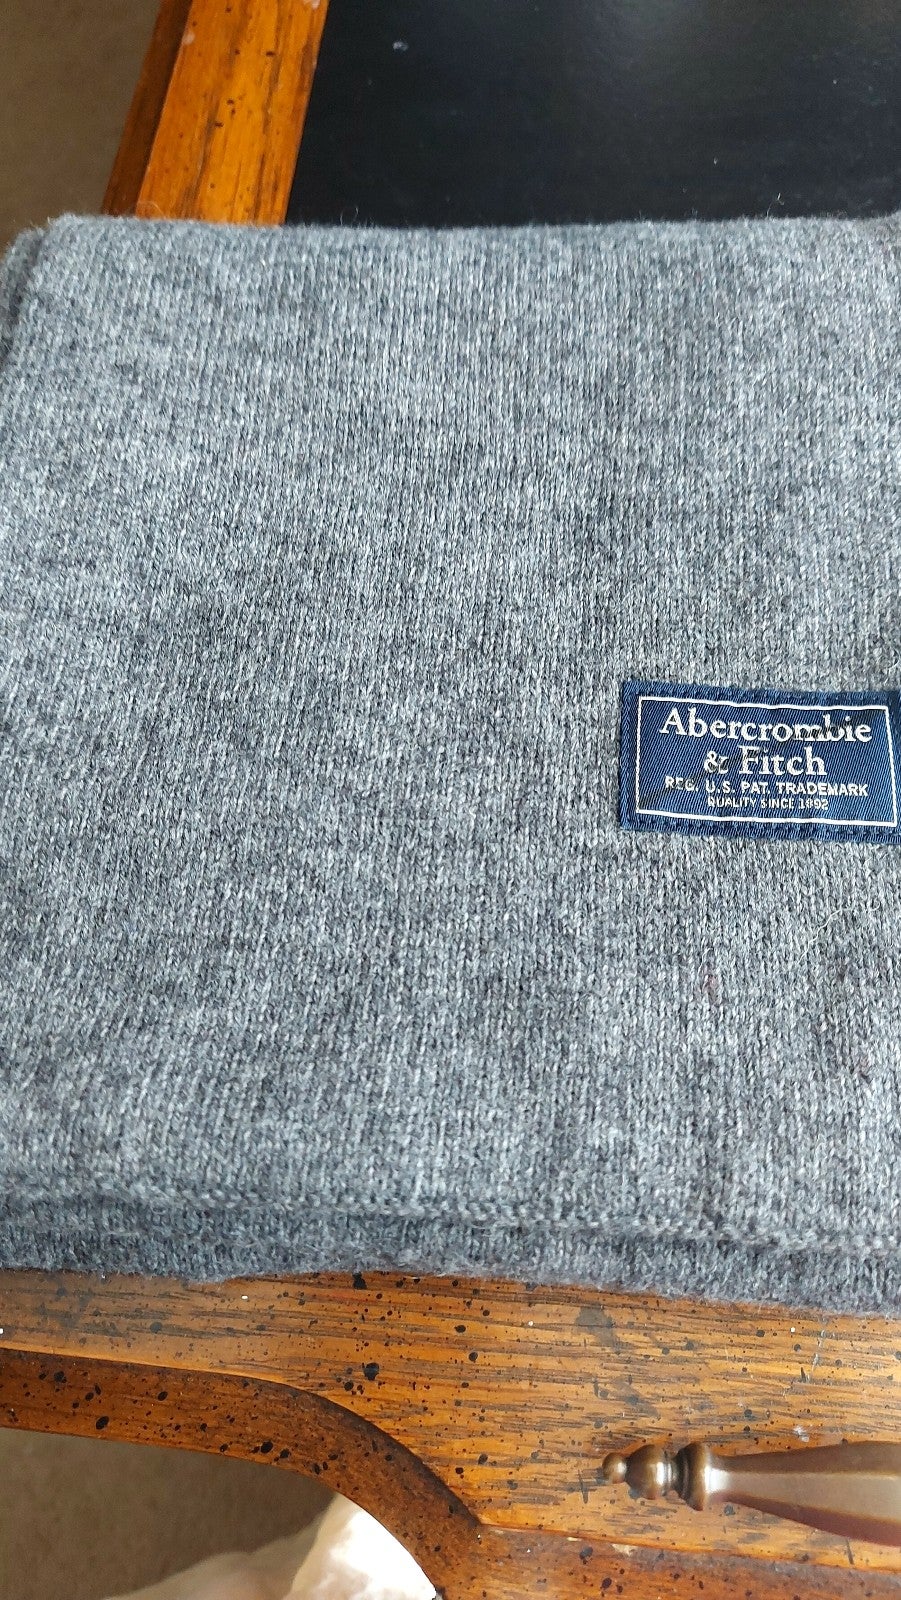 Abercrombie
& Fitch
REG. U.S. PAT. TRADEMARK
QUALITY SINCE 1892